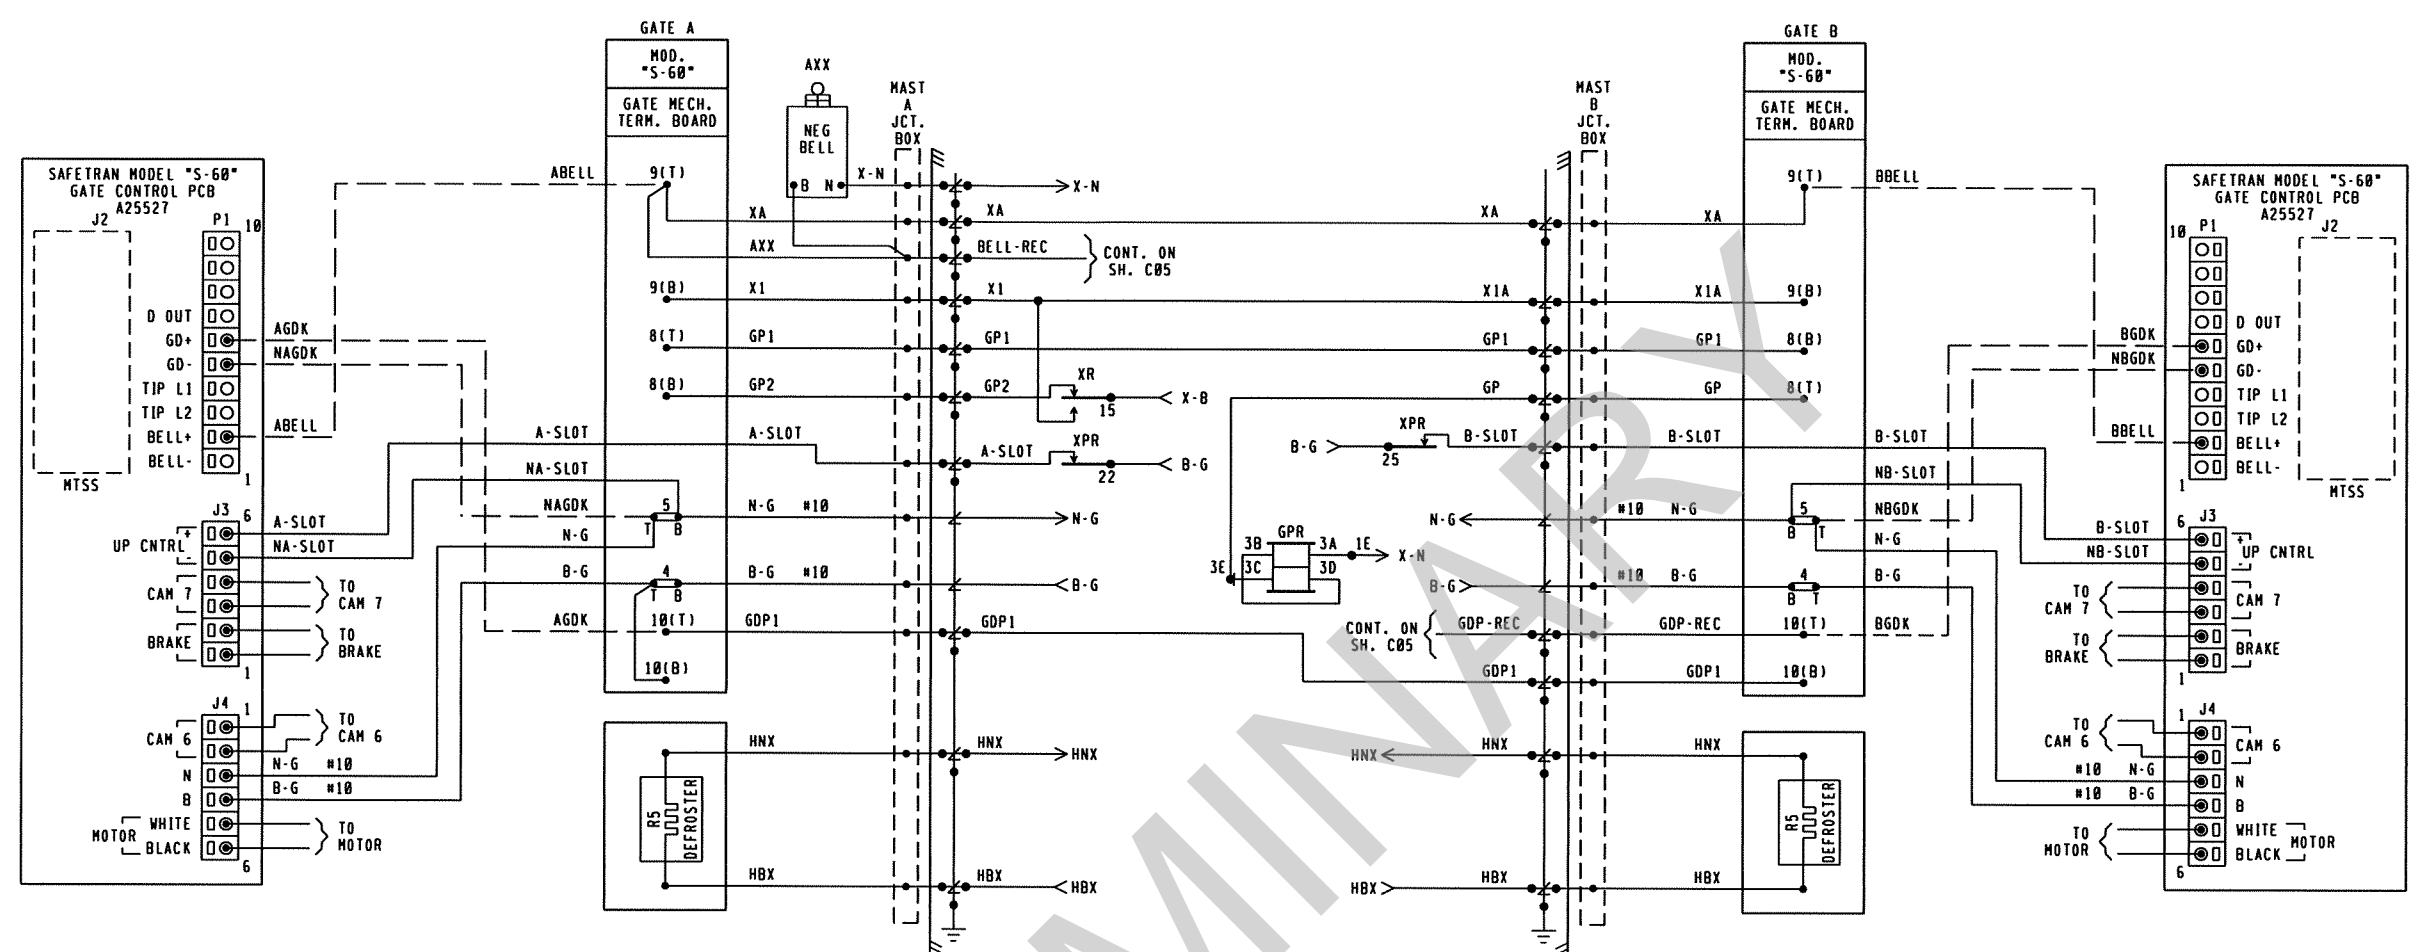 GATE A
MOD.
"S-60"
GATE MECH.
TERM. BOARD
AXX
NEG
BELL
B N
MAST
A
JCT.
BOX
MAST
B
JCT.
BOX
GATE B
MOD.
"S-60"
GATE MECH.
TERM. BOARD
SAFETRAN MODEL "S-60"
GATE CONTROL PCB
A25527
J2
P1
10
D OUT
GD+
GD-
TIP L1
TIP L2
BELL+
BELL-
1
MTSS
AGDK
NAGDK
ABELL
J3
6
UP CNTRL
+
-
CAM 7
BRAKE
1
A-SLOT
NA-SLOT
TO
CAM 7
TO
BRAKE
J4
1
CAM 6
N
B
MOTOR
WHITE
BLACK
6
TO
CAM 6
N-G #10
B-G #10
TO
MOTOR
ABELL
9(T)
X-N
X-N
XA
XA
XA
XA
AXX
BELL-REC
CONT. ON
SH. C05
9(B)
X1
X1
X1A
X1A
9(B)
8(T)
GP1
GP1
GP1
GP1
8(B)
8(B)
GP2
GP2
XR
15
X-B
GP
GP
8(T)
A-SLOT
A-SLOT
A-SLOT
XPR
22
B-G
B-G
25
XPR
B-SLOT
B-SLOT
B-SLOT
NA-SLOT
NB-SLOT
NAGDK
5
T
B
N-G
N-G #10
N-G
N-G
#10 N-G
5
B
T
NBGDK
N-G
B-G
4
T
B
B-G #10
B-G
GPR
3B
3A
1E
X-N
3E
3C
3D
B-G
#10 B-G
4
B
T
B-G
AGDK
10(T)
GDP1
GDP1
CONT. ON
SH. C05
GDP-REC
GDP-REC
10(T)
BGDK
10(B)
GDP1
GDP1
10(B)
HNX
HNX
HNX
HNX
HNX
HNX
R5
DEFROSTER
R5
DEFROSTER
HBX
HBX
HBX
HBX
HBX
HBX
9(T)
BBELL
SAFETRAN MODEL "S-60"
GATE CONTROL PCB
A25527
10
P1
J2
D OUT
GD+
GD-
TIP L1
TIP L2
BELL+
BELL-
1
MTSS
BGDK
NBGDK
BBELL
6
J3
B-SLOT
NB-SLOT
+
-
UP CNTRL
CAM 7
BRAKE
1
TO
CAM 7
TO
BRAKE
J4
1
TO
CAM 6
CAM 6
#10 N-G
N
#10 B-G
B
TO
MOTOR
WHITE
BLACK
MOTOR
6
MINARY